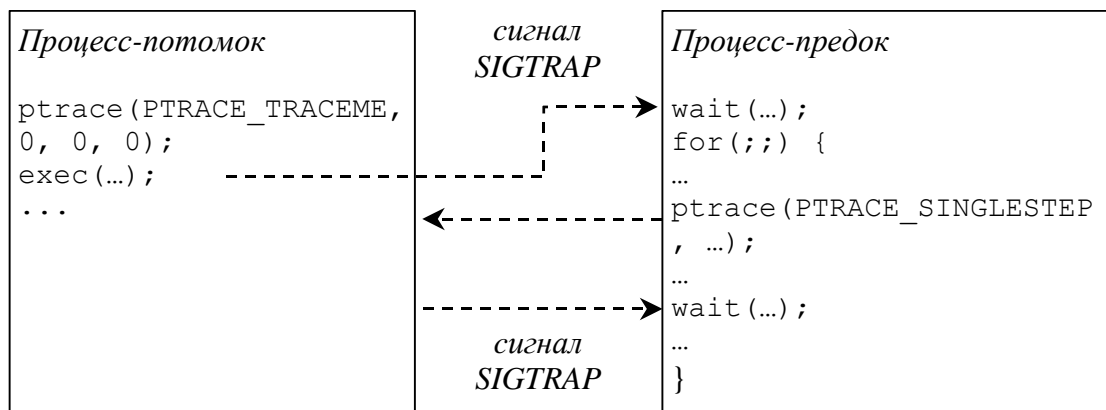 Процесс-потомок
ptrace(PTRACE_TRACEME,
0, 0, 0);
exec(…);
...
сигнал
SIGTRAP
сигнал
SIGTRAP
Процесс-предок
wait(…);
for(;;) {
…
ptrace(PTRACE_SINGLESTEP
, …);
…
wait(…);
…
}